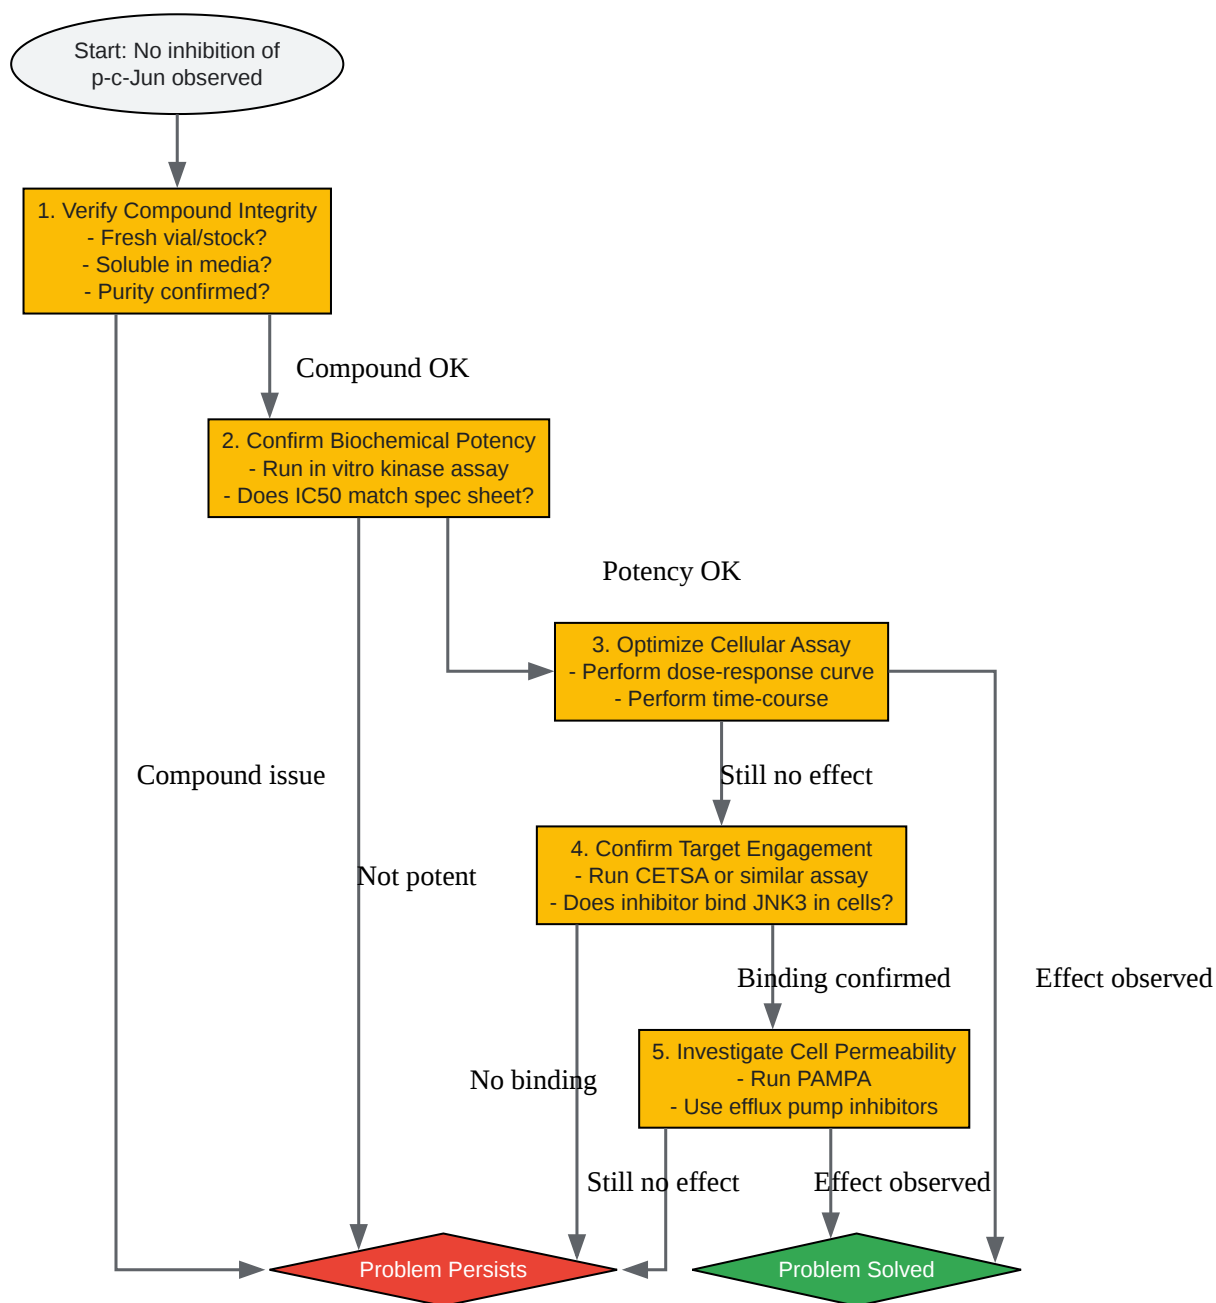 Start: No inhibition of
p-c-Jun observed
1. Verify Compound Integrity
- Fresh vial/stock?
- Soluble in media?
- Purity confirmed?
Compound OK
2. Confirm Biochemical Potency
- Run in vitro kinase assay
- Does IC50 match spec sheet?
Potency OK
3. Optimize Cellular Assay
- Perform dose-response curve
- Perform time-course
Compound issue
Still no effect
4. Confirm Target Engagement
- Run CETSA or similar assay
- Does inhibitor bind JNK3 in cells?
Not potent
Binding confirmed
Effect observed
5. Investigate Cell Permeability
- Run PAMPA
- Use efflux pump inhibitors
No binding
Still no effect
Effect observed
Problem Persists
Problem Solved